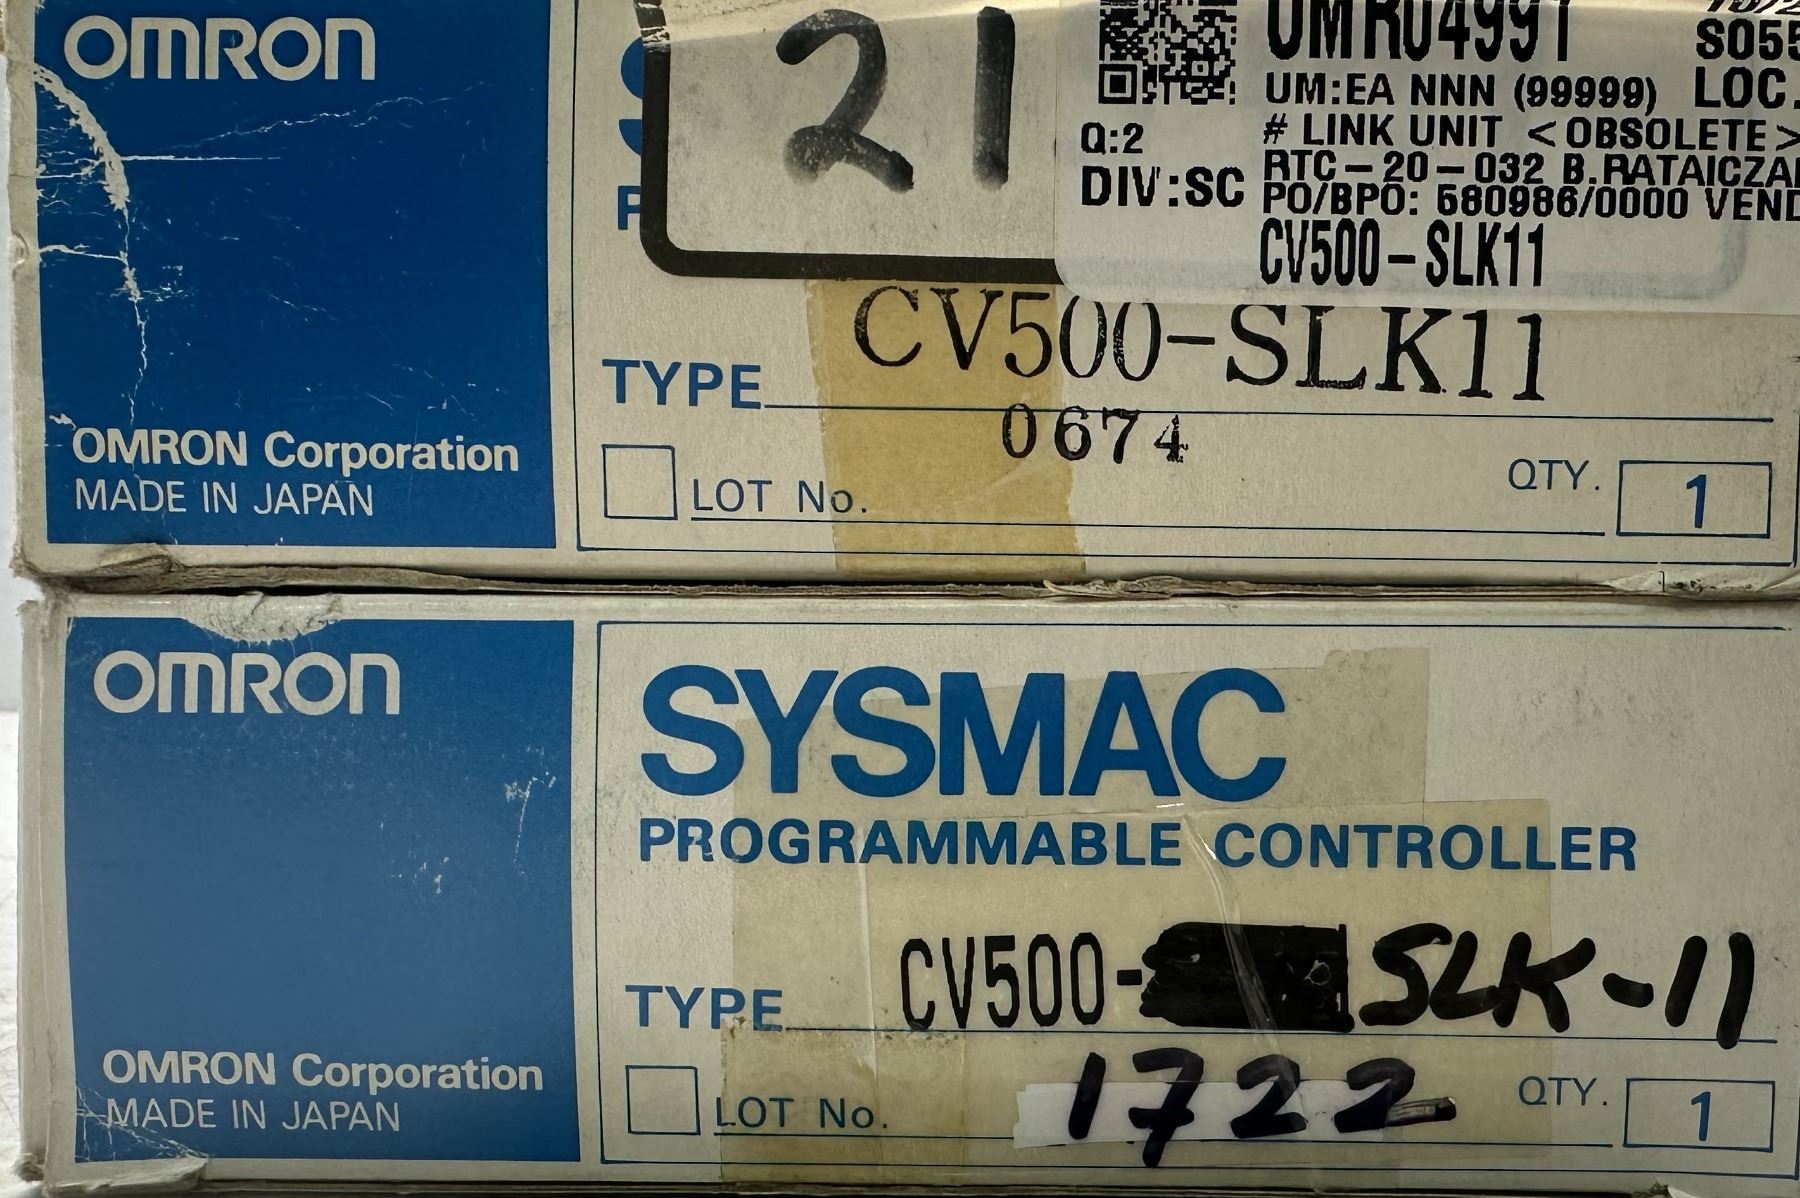 OMRON
21
OMR04991
S055
UM:EA NNN (99999) LOC.
Q:2
# LINK UNIT <OBSOLETE>
DIV:SC
RTC-20-032 B.RATAICZA
PO/BPO: 580986/0000 VEND
CV500-SLK11
P
TYPE CV500-SLK11
0674
OMRON Corporation
MADE IN JAPAN
LOT No.
QTY. 1
OMRON
SYSMAC
PROGRAMMABLE CONTROLLER
TYPE CV500- SLK-11
OMRON Corporation
MADE IN JAPAN
LOT No. 1722
QTY. 1